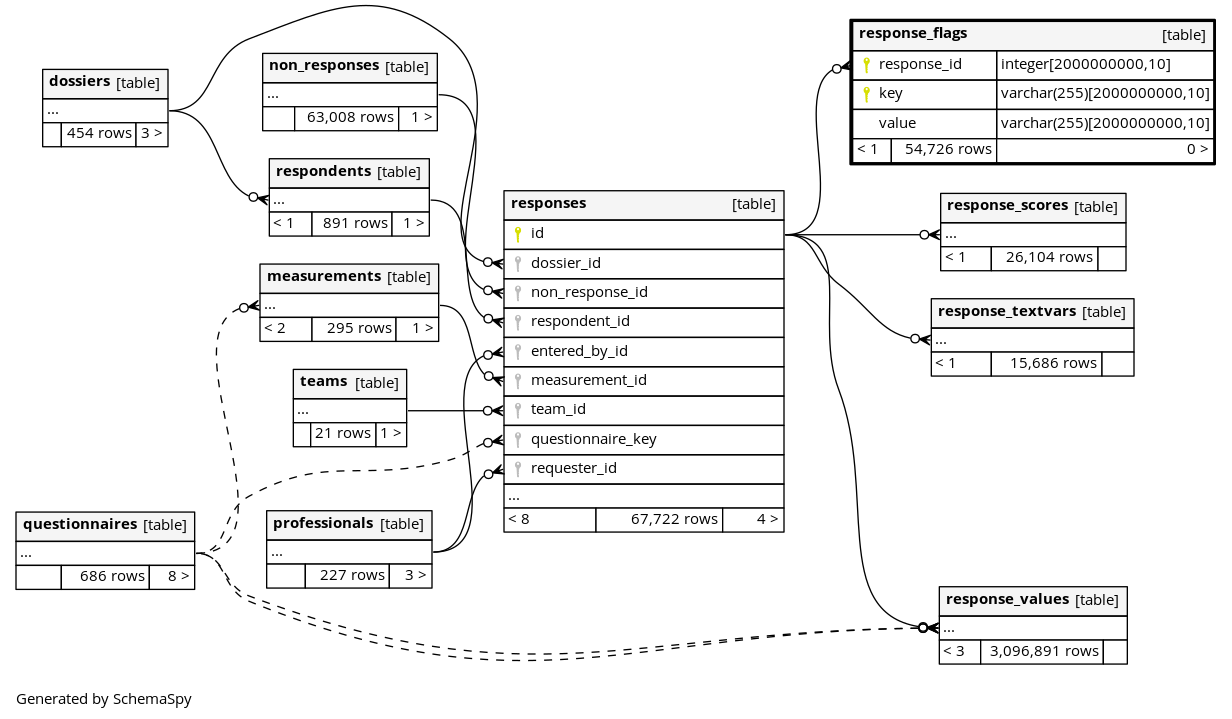 dossiers [table]
...
454 rows 3 >
non_responses [table]
...
63,008 rows 1 >
respondents [table]
...
< 1 891 rows 1 >
measurements [table]
...
< 2 295 rows 1 >
teams [table]
...
21 rows 1 >
questionnaires [table]
...
686 rows 8 >
professionals [table]
...
227 rows 3 >
responses [table]
id
dossier_id
non_response_id
respondent_id
entered_by_id
measurement_id
team_id
questionnaire_key
requester_id
...
< 8 67,722 rows 4 >
response_flags [table]
response_id integer[2000000000,10]
key varchar(255)[2000000000,10]
value varchar(255)[2000000000,10]
< 1 54,726 rows 0 >
response_scores [table]
...
< 1 26,104 rows
response_textvars [table]
...
< 1 15,686 rows
response_values [table]
...
< 3 3,096,891 rows
Generated by SchemaSpy